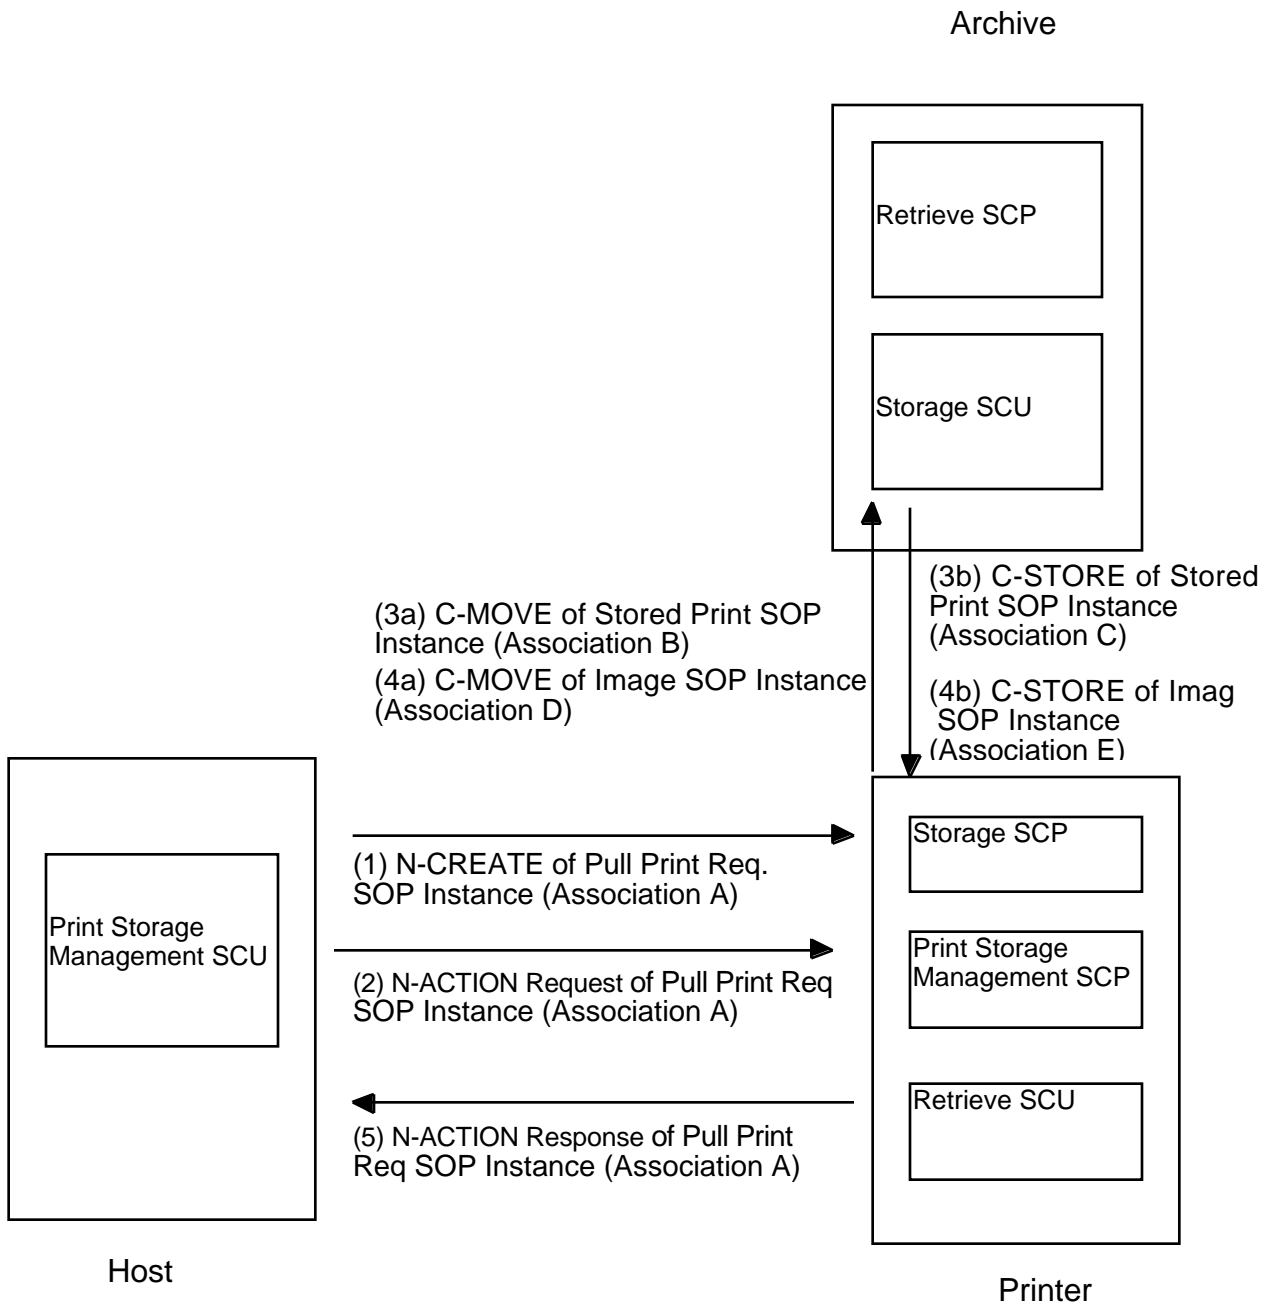 Archive
Retrieve SCP
Storage SCU
(3a) C-MOVE of Stored Print SOP
Instance (Association B)
(4a) C-MOVE of Image SOP Instance
(Association D)
(3b) C-STORE of Stored
Print SOP Instance
(Association C)
(4b) C-STORE of Imag
SOP Instance
(Association E)
Print Storage
Management SCU
(1) N-CREATE of Pull Print Req.
SOP Instance (Association A)
(2) N-ACTION Request of Pull Print Req
SOP Instance (Association A)
(5) N-ACTION Response of Pull Print
Req SOP Instance (Association A)
Storage SCP
Print Storage
Management SCP
Retrieve SCU
Host
Printer